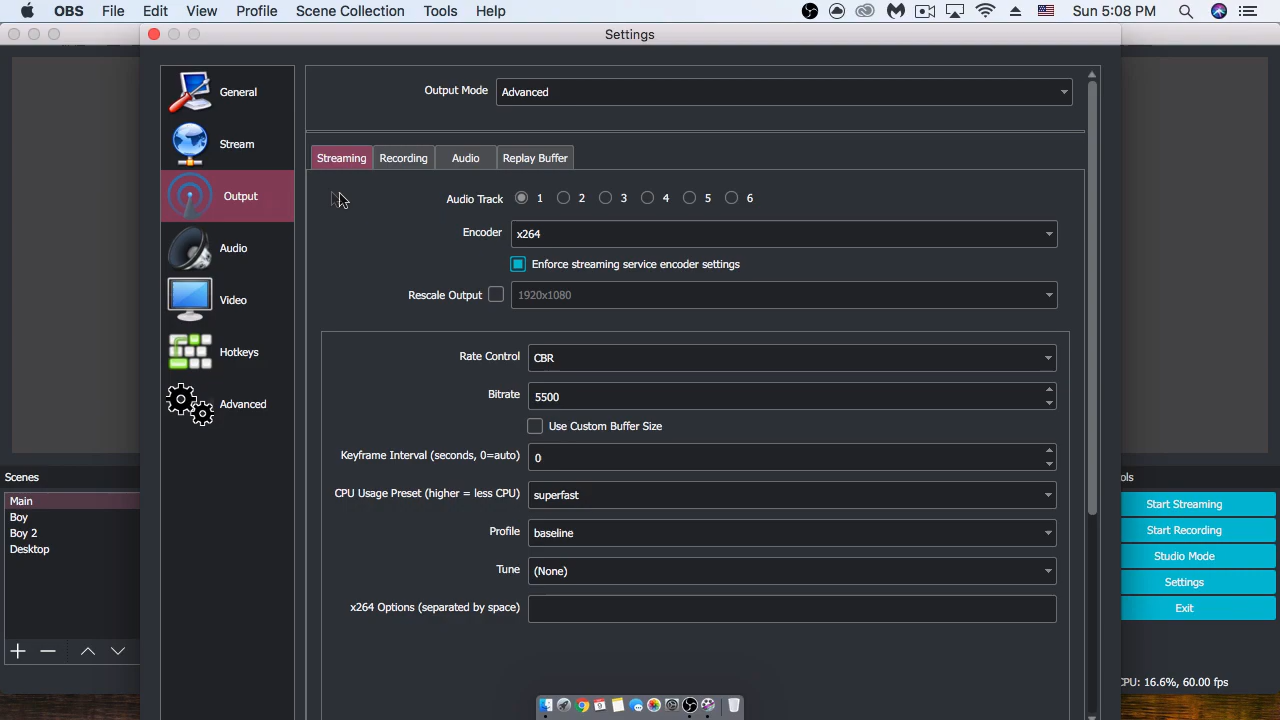 OBS File Edit View Profile Scene Collection Tools Help Sun 5:08 PM
Settings
General
Stream
Output
Audio
Video
Hotkeys
Advanced
Output Mode Advanced
Streaming Recording Audio Replay Buffer
Audio Track 1 2 3 4 5 6
Encoder x264
Enforce streaming service encoder settings
Rescale Output 1920x1080
Rate Control CBR
Bitrate 5500
Use Custom Buffer Size
Keyframe Interval (seconds, 0=auto) 0
CPU Usage Preset (higher = less CPU) superfast
Profile baseline
Tune (None)
x264 Options (separated by space)
Scenes
Main
Boy
Boy 2
Desktop
ols
Start Streaming
Start Recording
Studio Mode
Settings
Exit
CPU: 16.6%, 60.00 fps